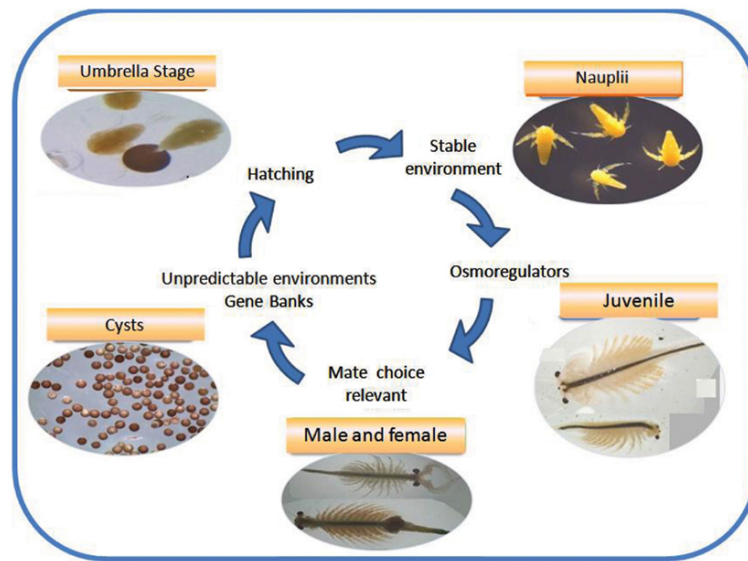 Umbrella Stage
Nauplii
Hatching
Stable
environment
Unpredictable environments
Gene Banks
Osmoregulators
Cysts
Juvenile
Mate choice
relevant
Male and female